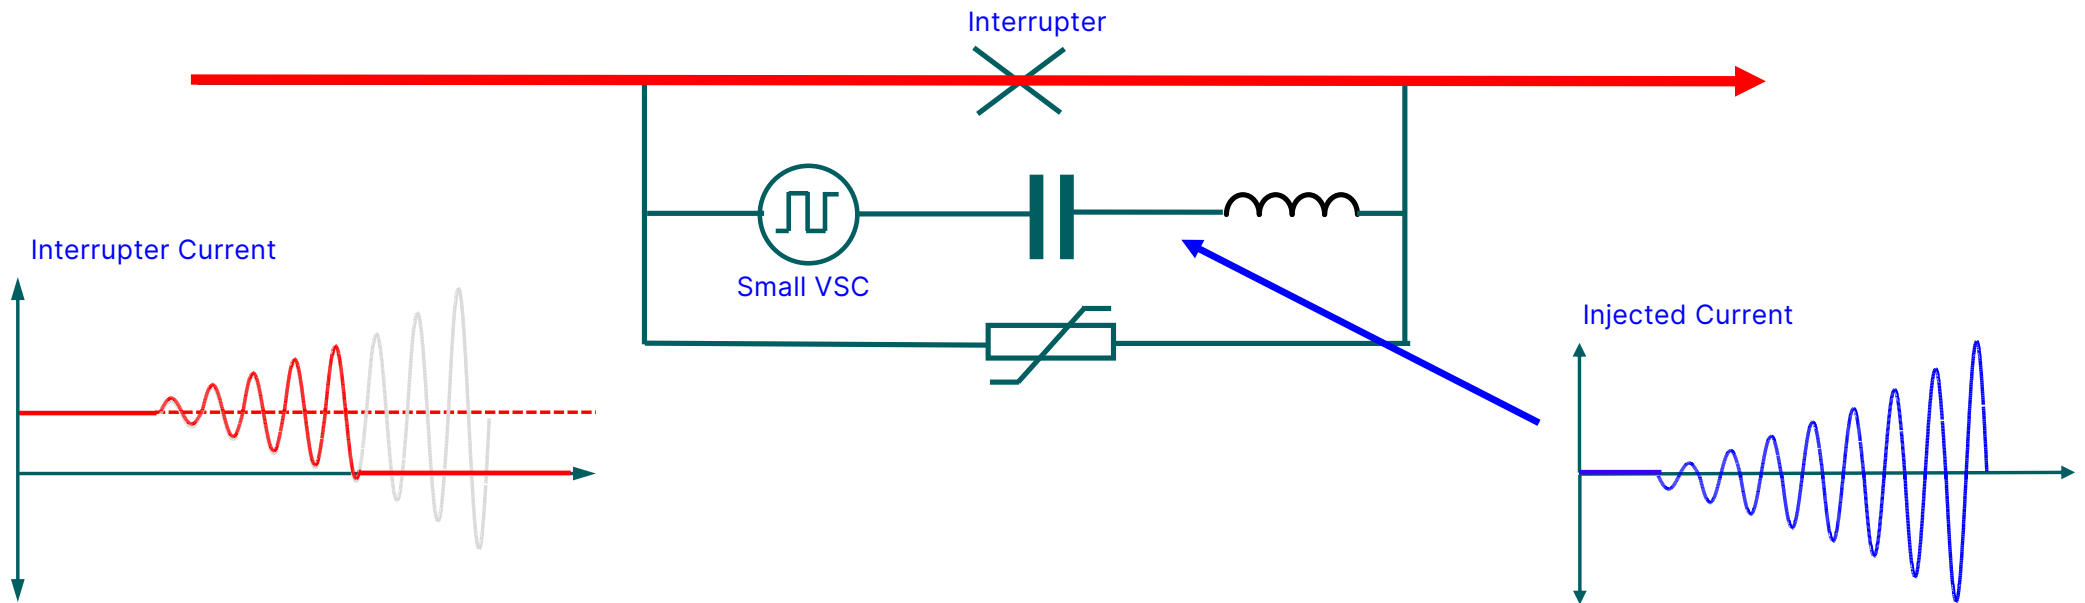 Interrupter
Interrupter Current
Small VSC
Injected Current